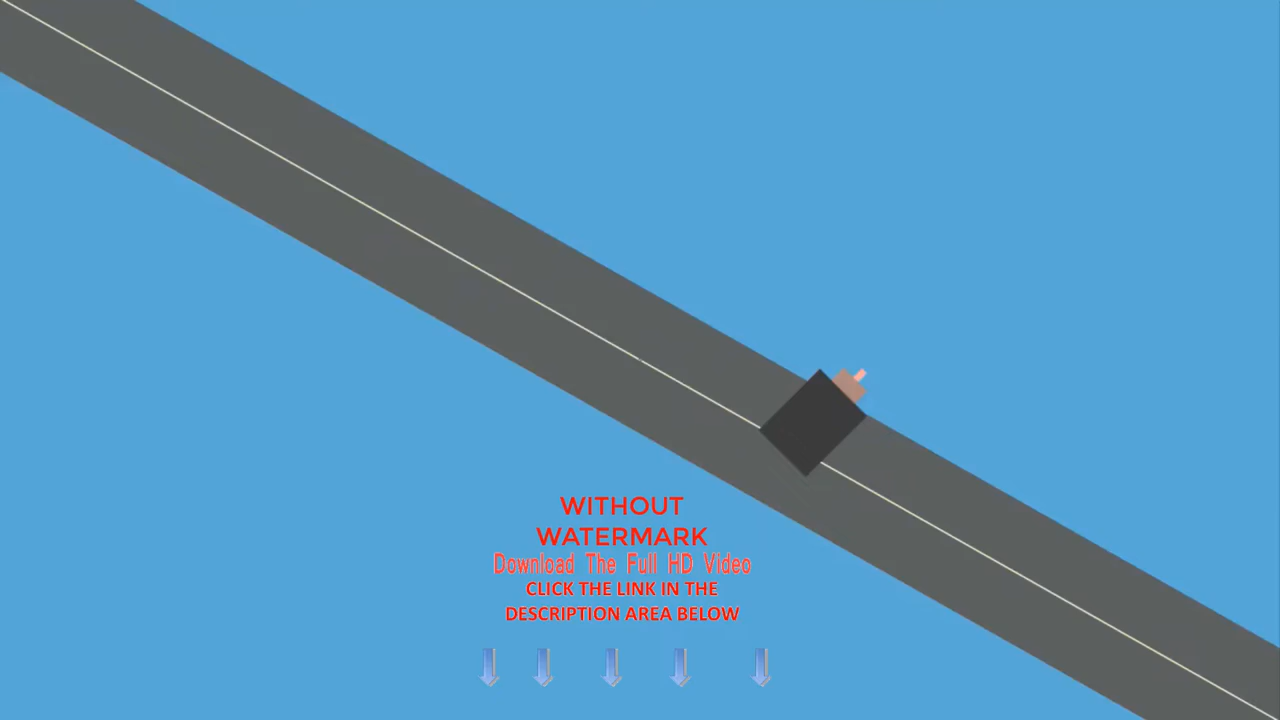 WITHOUT
WATERMARK
Download The Full HD Video
CLICK THE LINK IN THE
DESCRIPTION AREA BELOW